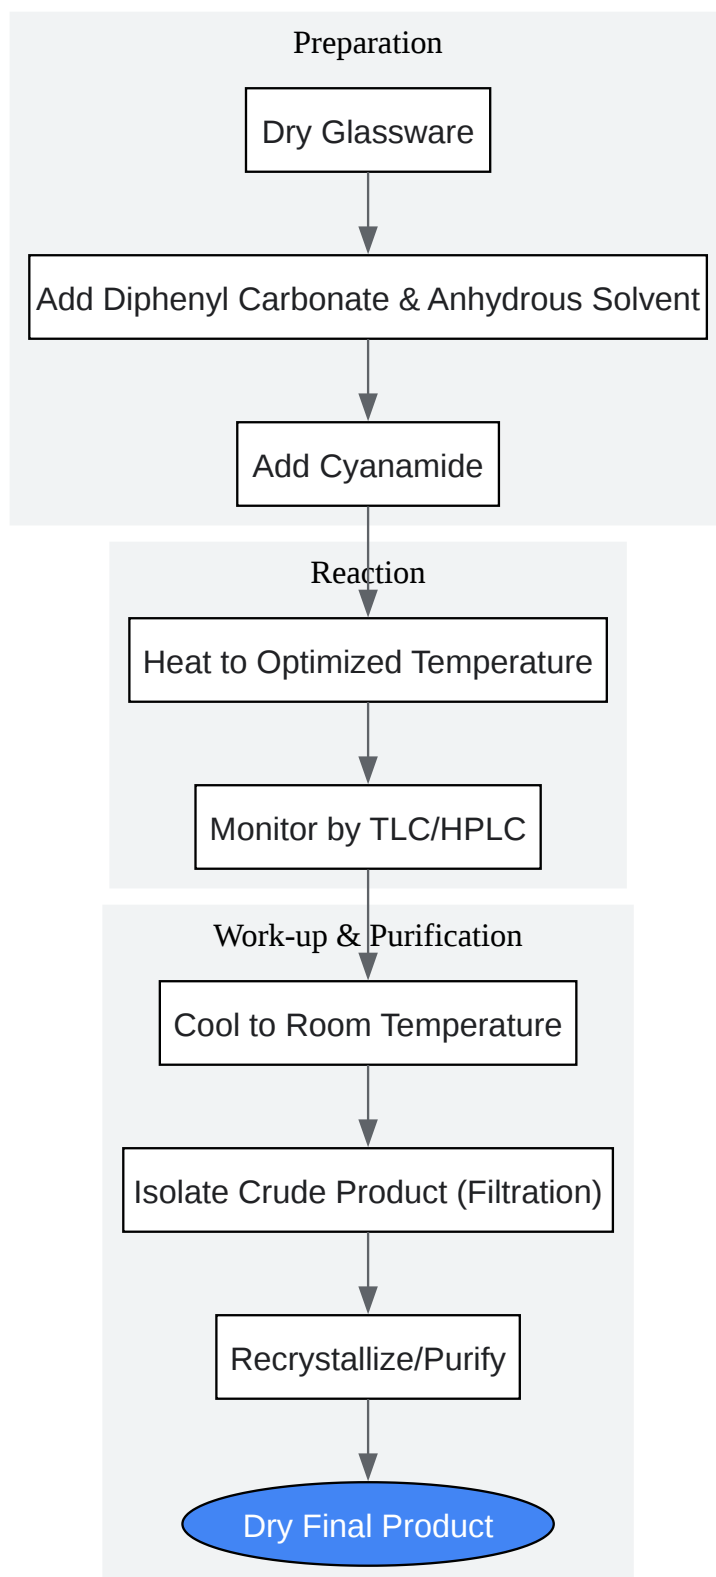 Preparation
Dry Glassware
Add Diphenyl Carbonate & Anhydrous Solvent
Add Cyanamide
Reaction
Heat to Optimized Temperature
Monitor by TLC/HPLC
Work-up & Purification
Cool to Room Temperature
Isolate Crude Product (Filtration)
Recrystallize/Purify
Dry Final Product